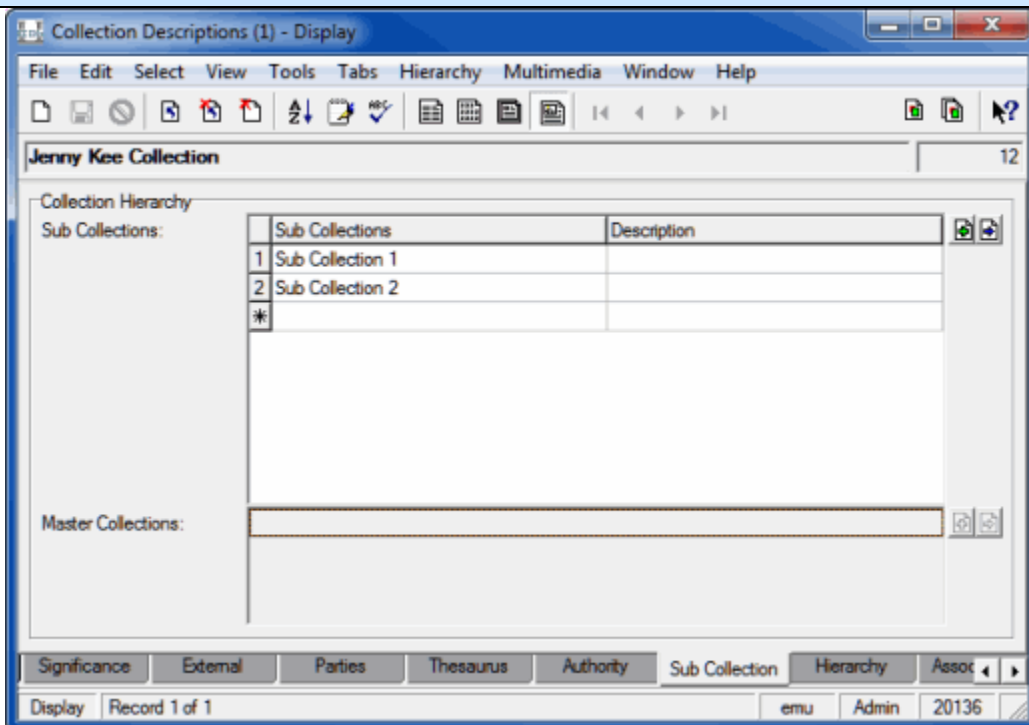 Collection Descriptions (1) - Display
File Edit Select View Tools Tabs Hierarchy Multimedia Window Help
Jenny Kee Collection 12
Collection Hierarchy
Sub Collections: Sub Collections Description
1 Sub Collection 1
2 Sub Collection 2
*
Master Collections:
Significance External Parties Thesaurus Authority Sub Collection Hierarchy Assoc
Display Record 1 of 1 emu Admin 20136